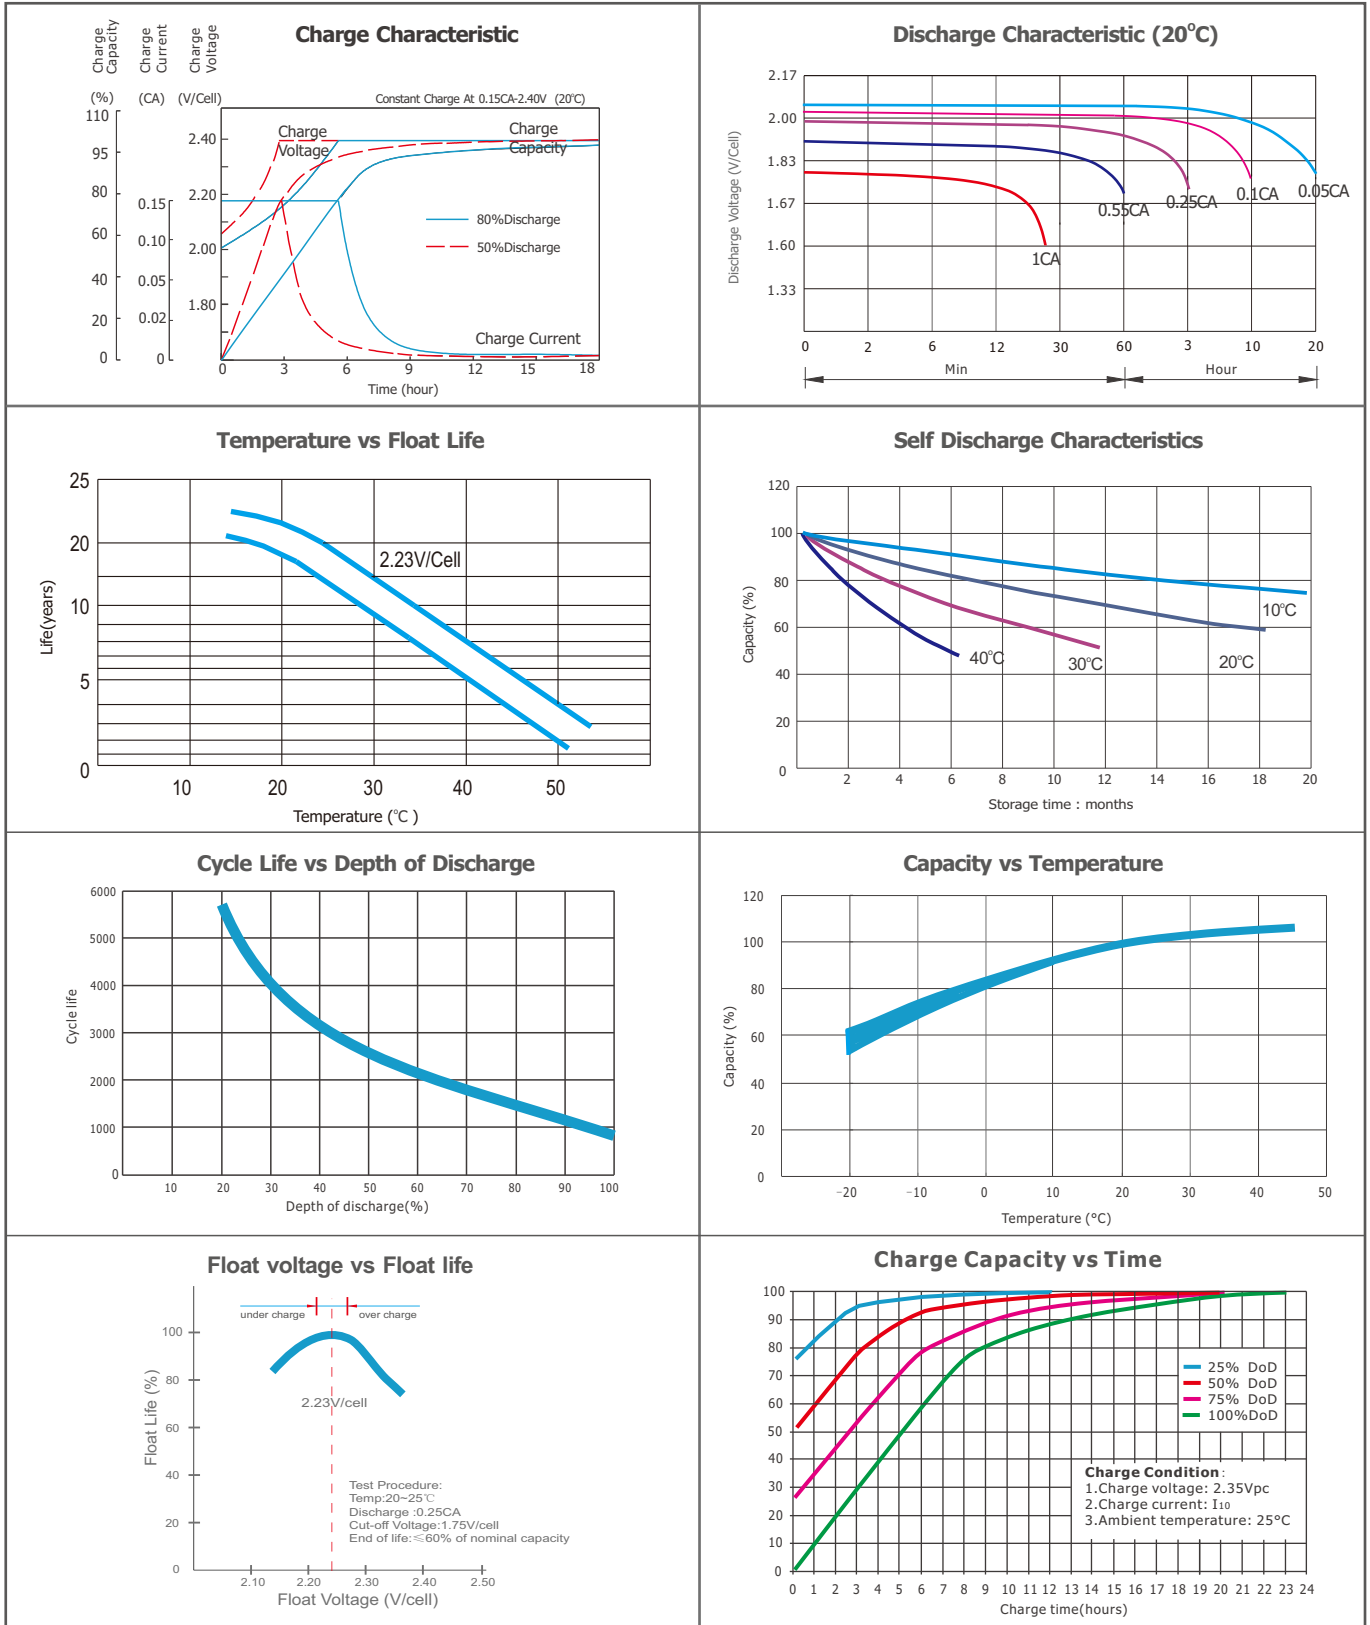 Charge Characteristic
Charge
Capacity
Charge
Current
Charge
Voltage
(%)
(CA)
(V/Cell)
Constant Charge At 0.15CA-2.40V (20℃)
110
95
80
60
40
20
0
0.15
0.10
0.05
0.02
0
2.40
2.20
2.00
1.80
Charge
Voltage
Charge
Capacity
80%Discharge
50%Discharge
Charge Current
0 3 6 9 12 15 18
Time (hour)
Discharge Characteristic (20°C)
Discharge Voltage (V/Cell)
2.17
2.00
1.83
1.67
1.60
1.33
1CA
0.55CA
0.25CA
0.1CA
0.05CA
0 2 6 12 30 60 3 10 20
Min Hour
Temperature vs Float Life
Life(years)
25
20
10
5
0
2.23V/Cell
10 20 30 40 50
Temperature (℃ )
Self Discharge Characteristics
Capacity (%)
120
100
80
60
40
20
0
40℃
30℃
20℃
10℃
2 4 6 8 10 12 14 16 18 20
Storage time : months
Cycle Life vs Depth of Discharge
Cycle life
6000
5000
4000
3000
2000
1000
0
10 20 30 40 50 60 70 80 90 100
Depth of discharge(%)
Capacity vs Temperature
Capacity (%)
120
100
80
60
40
20
0
−20 −10 0 10 20 30 40 50
Temperature (°C)
Float voltage vs Float life
under charge over charge
Float Life (%)
100
80
60
40
20
0
2.23V/cell
Test Procedure:
Temp:20~25℃
Discharge :0.25CA
Cut-off Voltage:1.75V/cell
End of life:≤60% of nominal capacity
2.10 2.20 2.30 2.40 2.50
Float Voltage (V/cell)
Charge Capacity vs Time
100
90
80
70
60
50
40
30
20
10
0
25% DoD
50% DoD
75% DoD
100%DoD
Charge Condition:
1.Charge voltage: 2.35Vpc
2.Charge current: I10
3.Ambient temperature: 25°C
0 1 2 3 4 5 6 7 8 9 10 11 12 13 14 15 16 17 18 19 20 21 22 23 24
Charge time(hours)